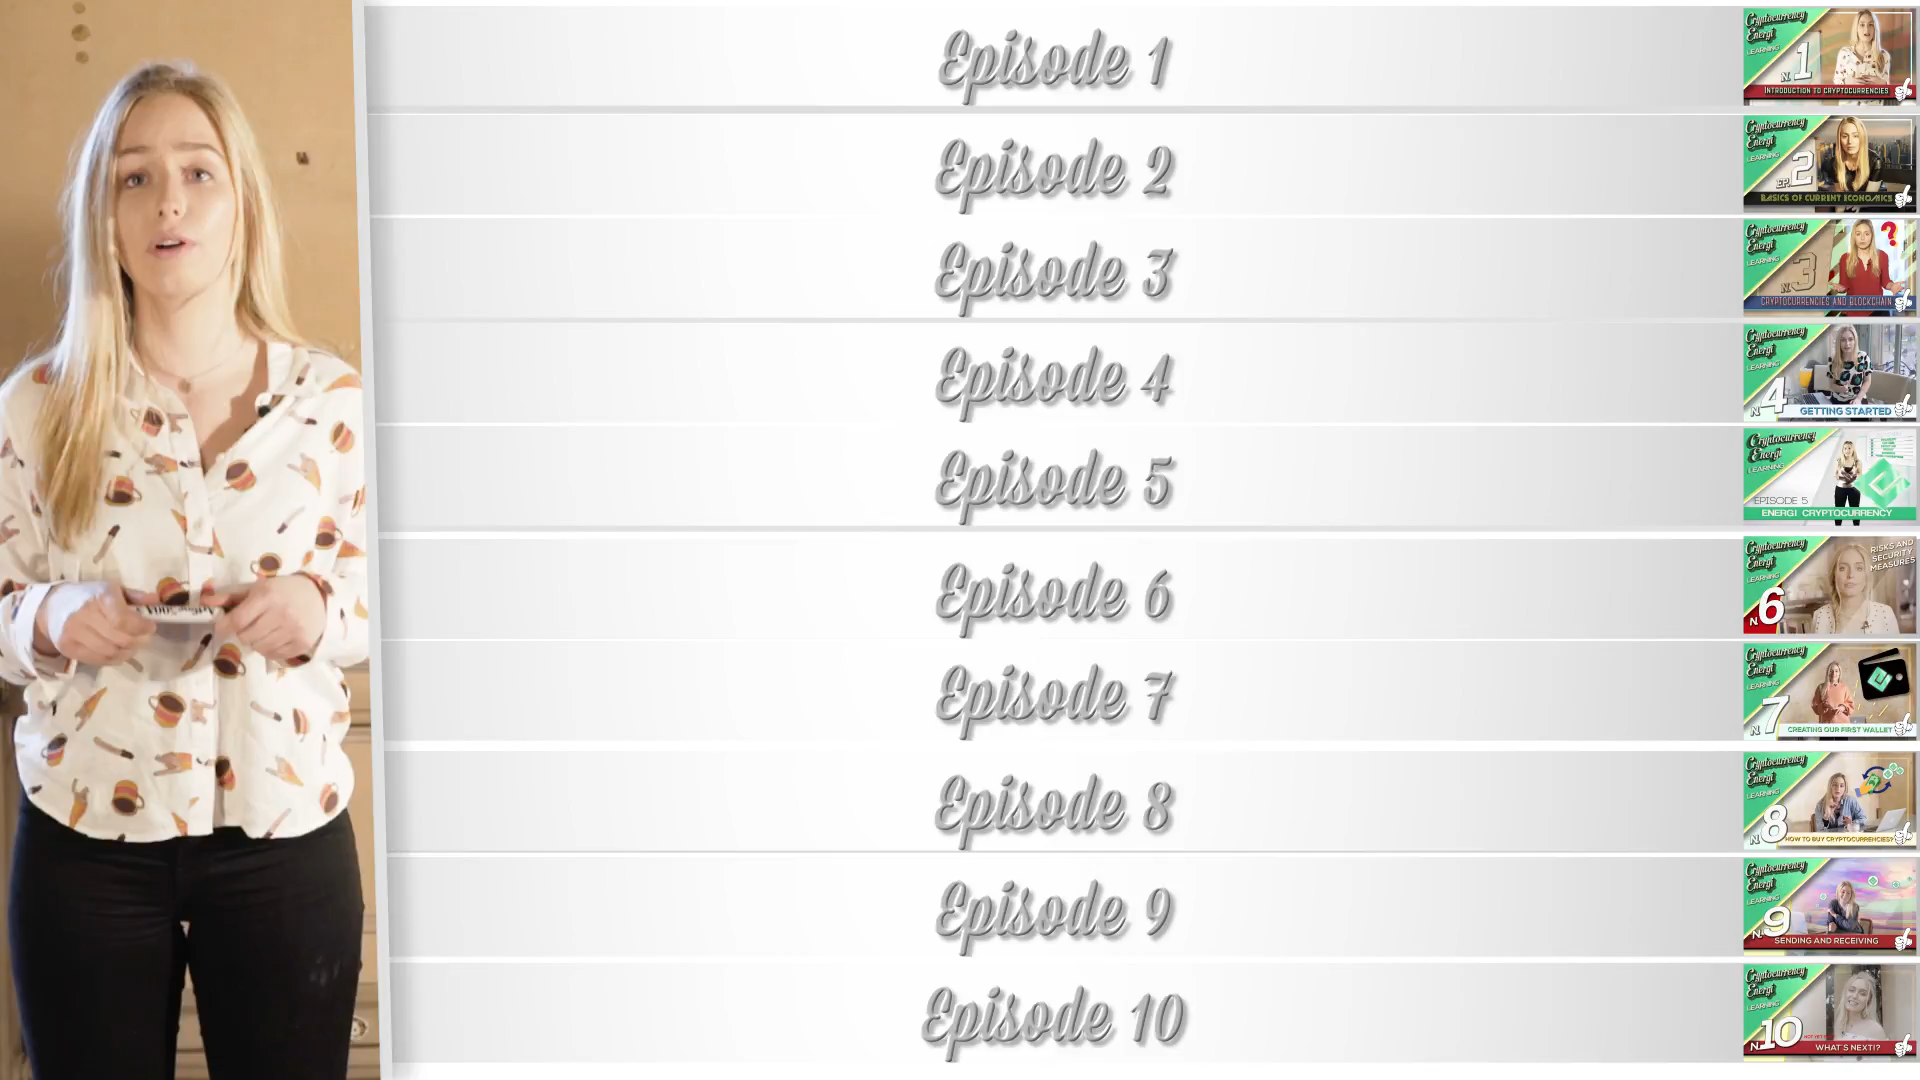 Episode 1
Cryptocurrency
Energi
LEARNING
N.1
INTRODUCTION TO CRYPTOCURRENCIES
Episode 2
Cryptocurrency
Energi
LEARNING
EP.2
BASICS OF CURRENT ECONOMICS
Episode 3
Cryptocurrency
Energi
LEARNING
?
N.3
CRYPTOCURRENCIES AND BLOCKCHAIN
Episode 4
Cryptocurrency
Energi
LEARNING
N.4
GETTING STARTED
Episode 5
Cryptocurrency
Energi
LEARNING
EPISODE 5
ENERGI CRYPTOCURRENCY
Episode 6
Cryptocurrency
Energi
LEARNING
RISKS AND
SECURITY
MEASURES
N.6
Episode 7
Cryptocurrency
Energi
LEARNING
N.7
CREATING OUR FIRST WALLET
Episode 8
Cryptocurrency
Energi
LEARNING
N.8
HOW TO BUY CRYPTOCURRENCIES?
Episode 9
Cryptocurrency
Energi
LEARNING
N.9
SENDING AND RECEIVING
Episode 10
Cryptocurrency
Energi
LEARNING
N.10
WHAT'S NEXT!?